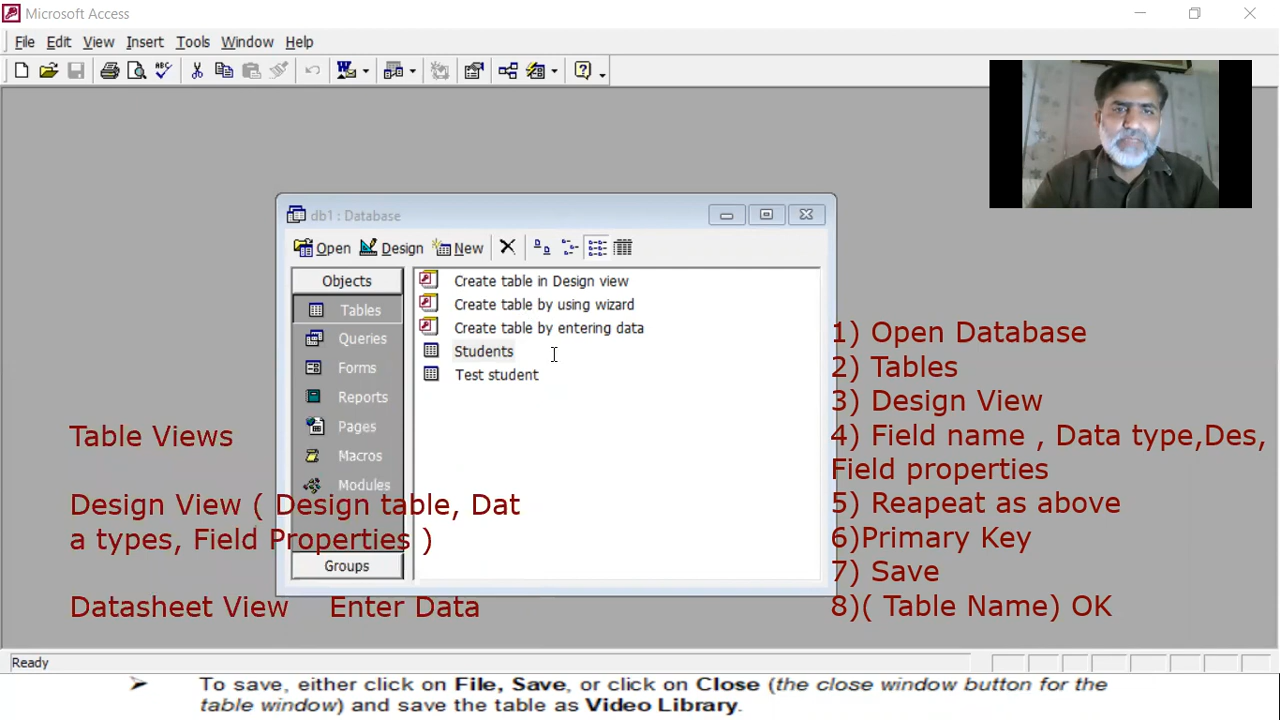 Microsoft Access
File Edit View Insert Tools Window Help
db1 : Database
Open Design New
Objects
Tables
Queries
Forms
Reports
Pages
Macros
Modules
Groups
Create table in Design view
Create table by using wizard
Create table by entering data
Students
Test student
Table Views
Design View ( Design table, Dat
a types, Field Properties )
Datasheet View Enter Data
1) Open Database
2) Tables
3) Design View
4) Field name , Data type,Des,
Field properties
5) Reapeat as above
6)Primary Key
7) Save
8)( Table Name) OK
Ready
To save, either click on File, Save, or click on Close (the close window button for the
table window) and save the table as Video Library.